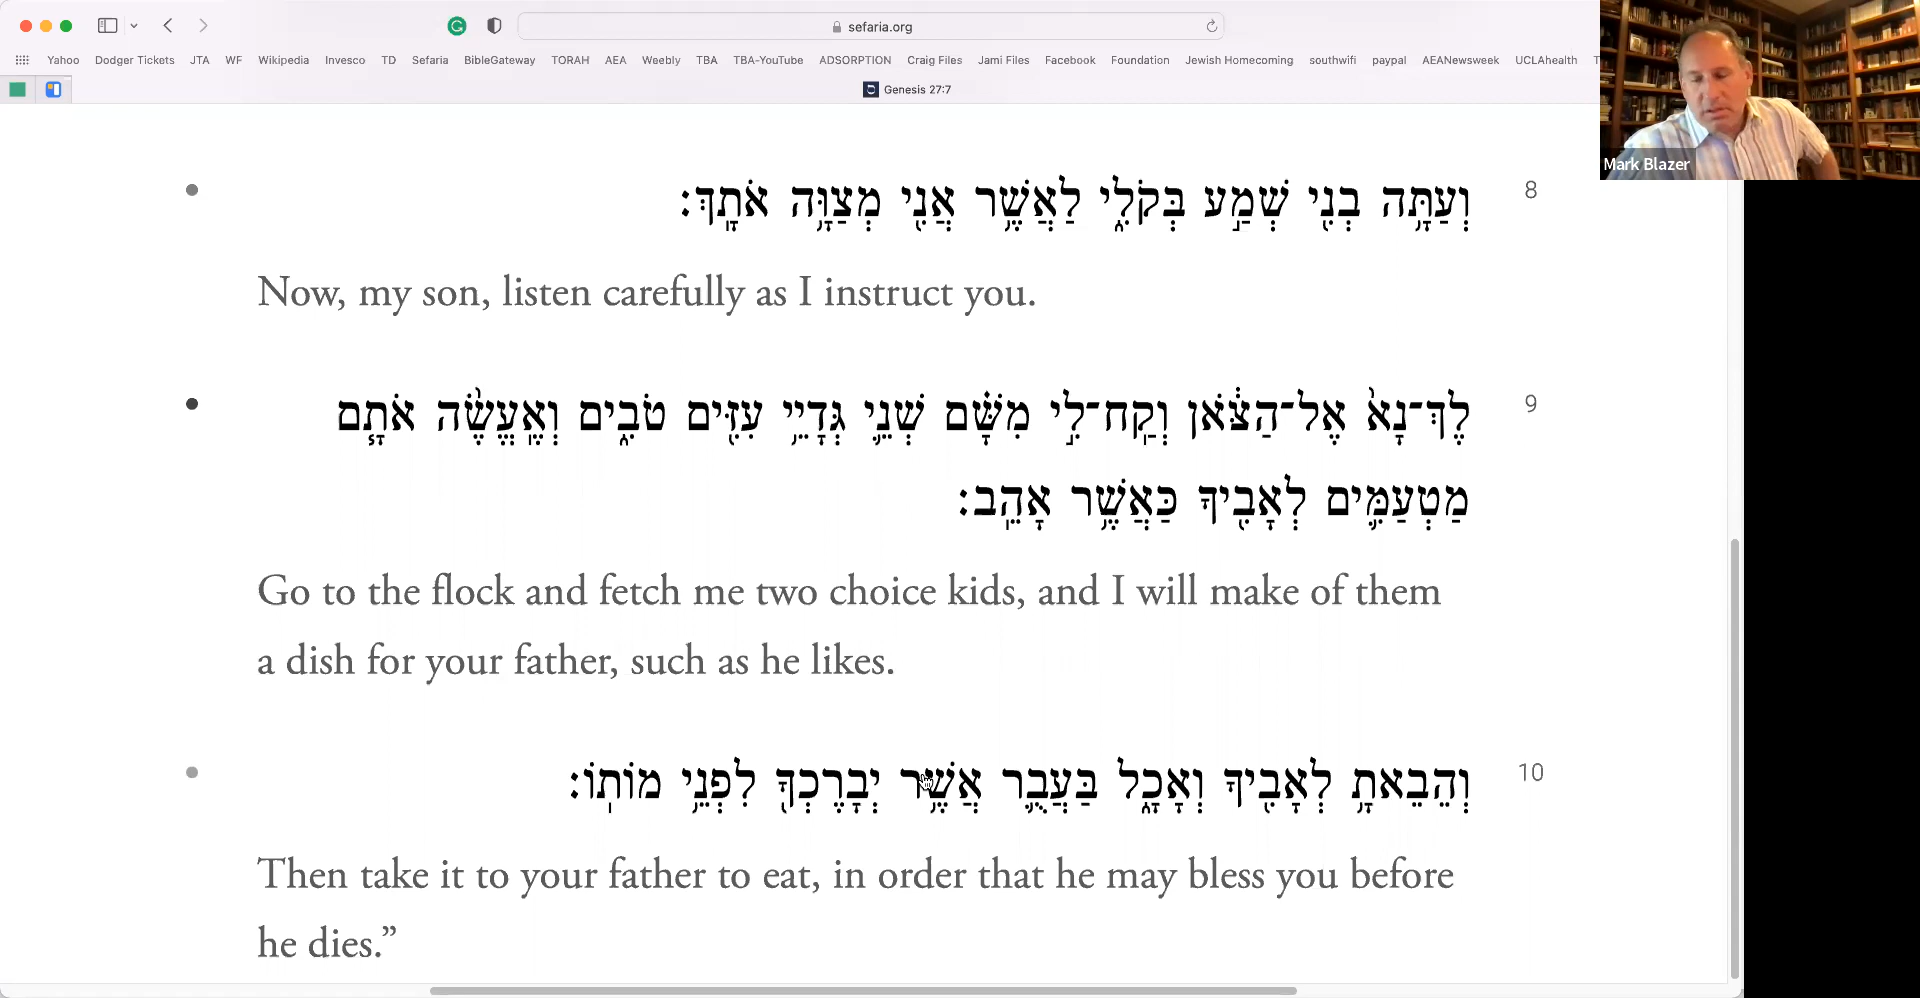 sefaria.org
Yahoo Dodger Tickets JTA WF Wikipedia Invesco TD Sefaria BibleGateway TORAH AEA Weebly TBA TBA-YouTube ADSORPTION Craig Files Jami Files Facebook Foundation Jewish Homecoming southwifi paypal AEANewsweek UCLAhealth T
Genesis 27:7
Mark Blazer
8 וְעַתָּ֥ה בְנִ֖י שְׁמַ֣ע בְּקֹלִ֑י לַאֲשֶׁ֥ר אֲנִ֖י מְצַוָּ֥ה אֹתָֽךְ׃
Now, my son, listen carefully as I instruct you.
9 לֶךְ־נָא֙ אֶל־הַצֹּ֔אן וְקַֽח־לִ֣י מִשָּׁ֗ם שְׁנֵ֛י גְּדָיֵ֥י עִזִּ֖ים טֹבִ֑ים וְאֶֽעֱשֶׂ֨ה אֹתָ֧ם
מַטְעַמִּ֛ים לְאָבִ֖יךָ כַּאֲשֶׁ֥ר אָהֵֽב׃
Go to the flock and fetch me two choice kids, and I will make of them
a dish for your father, such as he likes.
10 וְהֵבֵאתָ֥ לְאָבִ֖יךָ וְאָכָ֑ל בַּעֲבֻ֛ר אֲשֶׁ֥ר יְבָרֶכְךָ֖ לִפְנֵ֥י מוֹתֽוֹ׃
Then take it to your father to eat, in order that he may bless you before
he dies.”